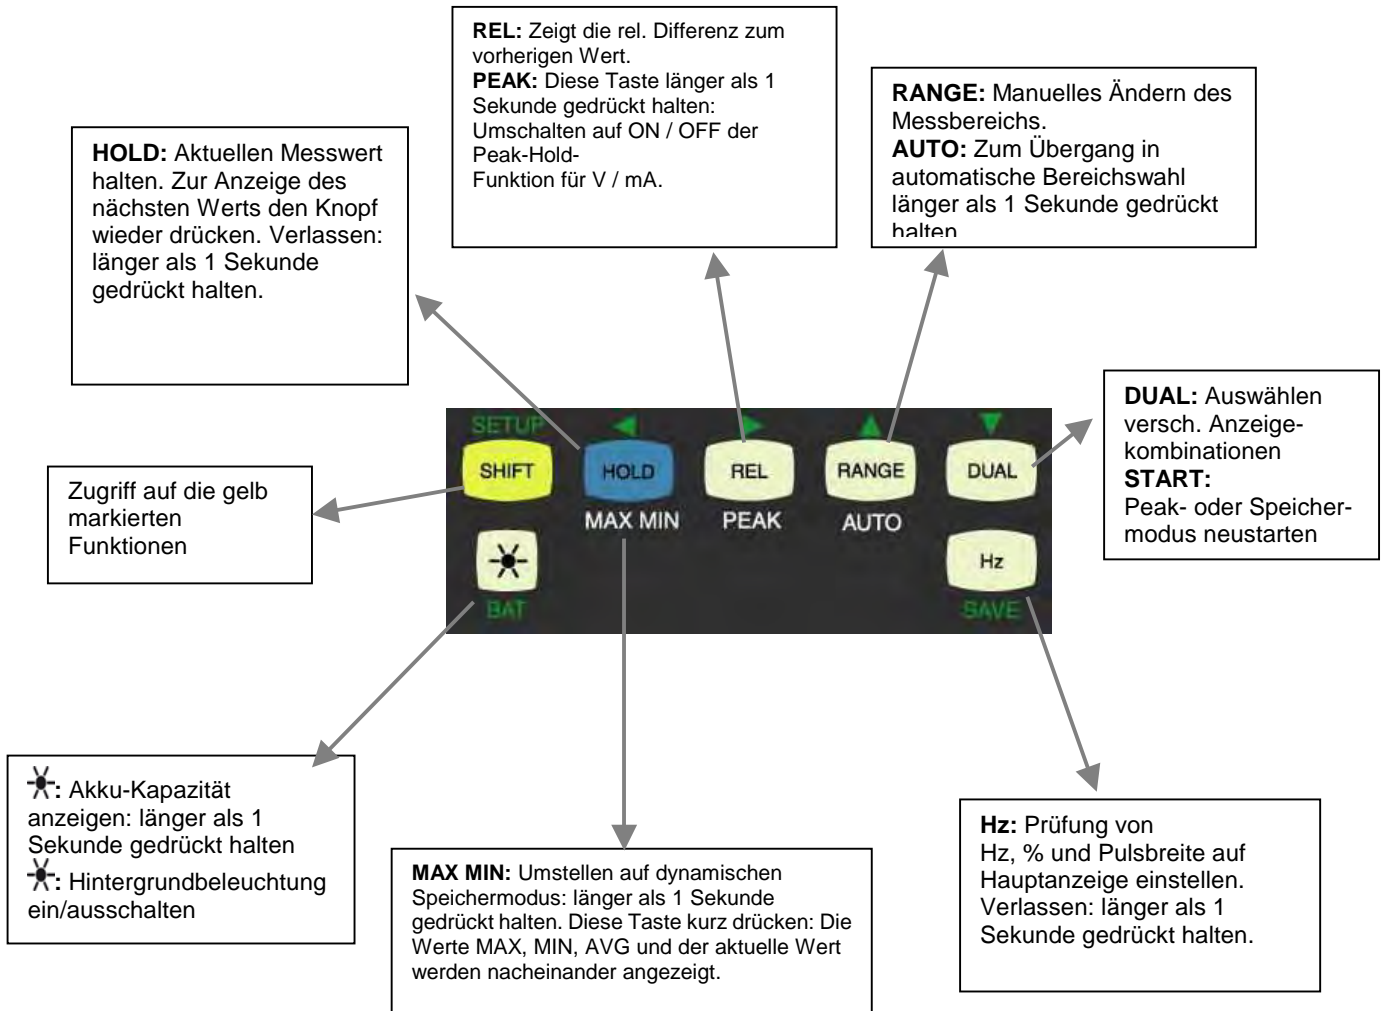 REL: Zeigt die rel. Differenz zum
vorherigen Wert.
PEAK: Diese Taste länger als 1
Sekunde gedrückt halten:
Umschalten auf ON / OFF der
Peak-Hold-
Funktion für V / mA.
RANGE: Manuelles Ändern des
Messbereichs.
AUTO: Zum Übergang in
automatische Bereichswahl
länger als 1 Sekunde gedrückt
halten
HOLD: Aktuellen Messwert
halten. Zur Anzeige des
nächsten Werts den Knopf
wieder drücken. Verlassen:
länger als 1 Sekunde
gedrückt halten.
DUAL: Auswählen
versch. Anzeige-
kombinationen
START:
Peak- oder Speicher-
modus neustarten
Zugriff auf die gelb
markierten
Funktionen
SETUP
SHIFT
HOLD
REL
RANGE
DUAL
MAX MIN
PEAK
AUTO
Hz
BAT
SAVE
: Akku-Kapazität
anzeigen: länger als 1
Sekunde gedrückt halten
: Hintergrundbeleuchtung
ein/ausschalten
MAX MIN: Umstellen auf dynamischen
Speichermodus: länger als 1 Sekunde
gedrückt halten. Diese Taste kurz drücken: Die
Werte MAX, MIN, AVG und der aktuelle Wert
werden nacheinander angezeigt.
Hz: Prüfung von
Hz, % und Pulsbreite auf
Hauptanzeige einstellen.
Verlassen: länger als 1
Sekunde gedrückt halten.